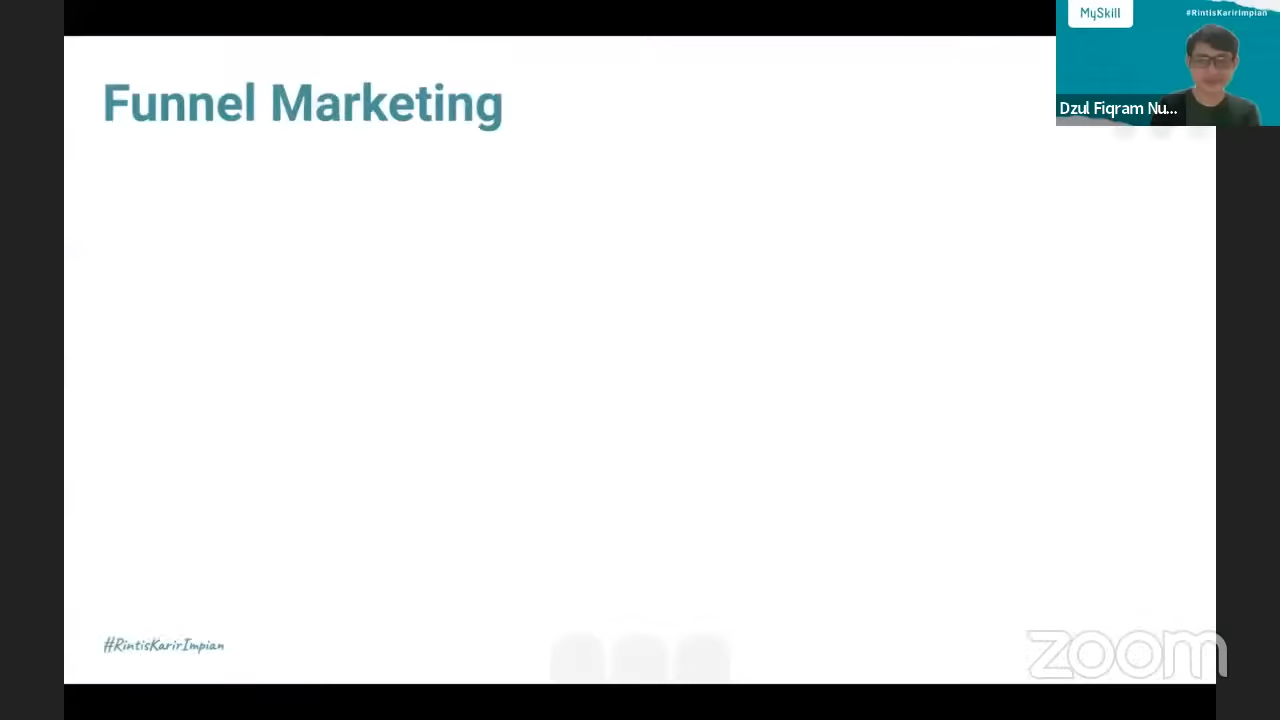 MySkill
#RintisKarirImpian
Dzul Fiqram Nu...
Funnel Marketing
#RintisKarirImpian
zoom